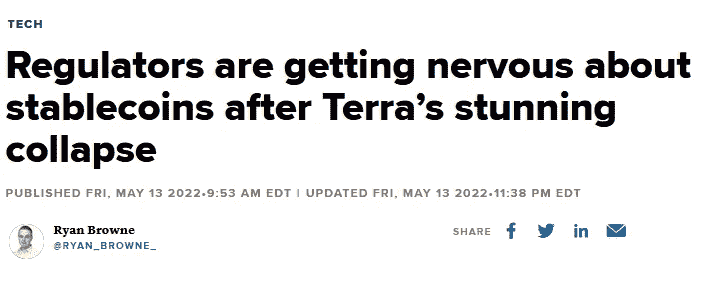 TECH
Regulators are getting nervous about
stablecoins after Terra’s stunning
collapse
PUBLISHED FRI, MAY 13 2022•9:53 AM EDT | UPDATED FRI, MAY 13 2022•11:38 PM EDT
Ryan Browne
@RYAN_BROWNE_
SHARE